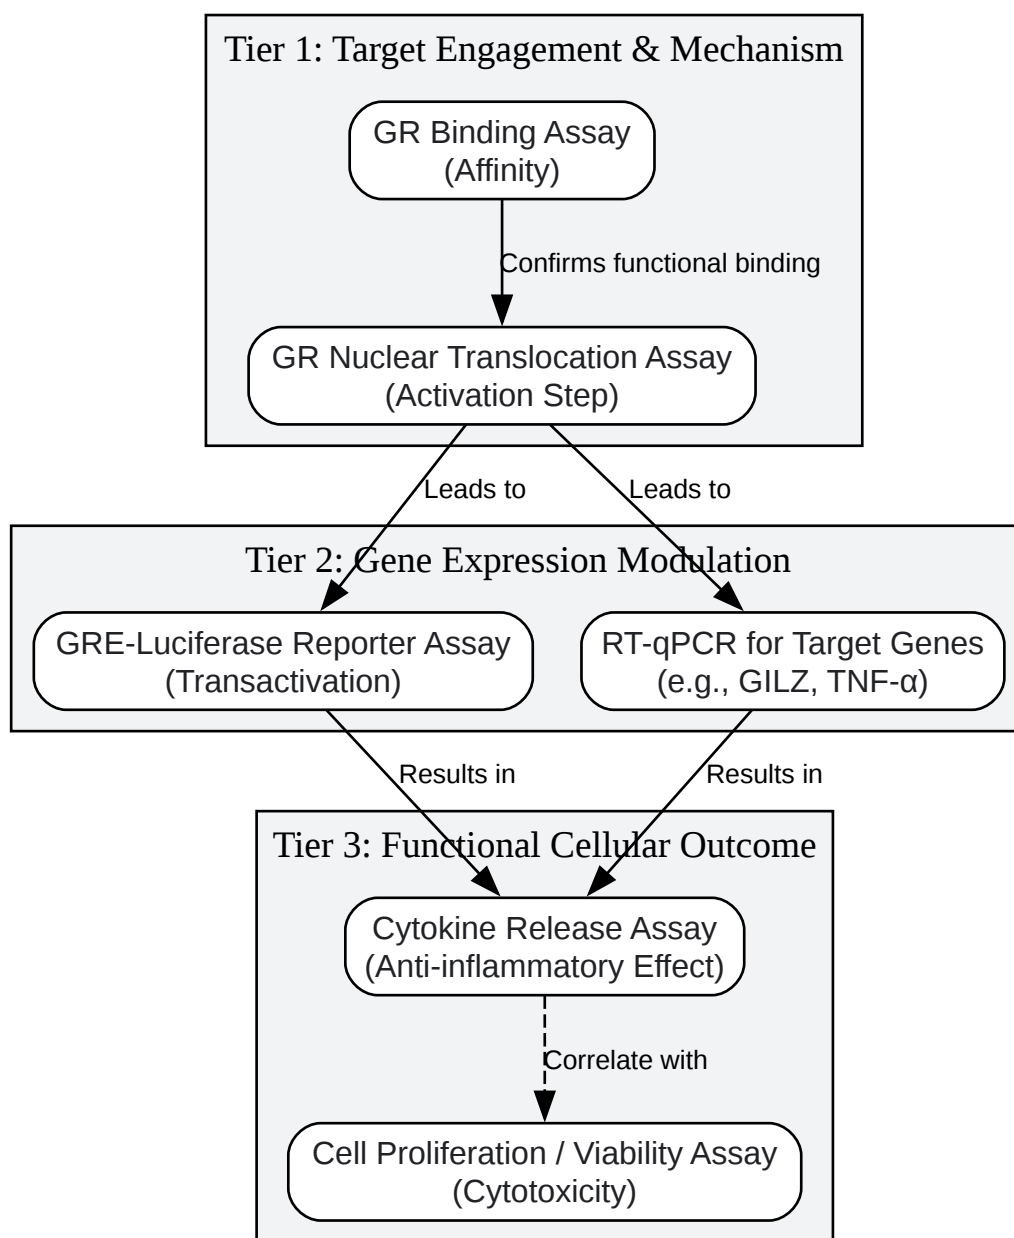 Tier 1: Target Engagement & Mechanism
GR Binding Assay
(Affinity)
Confirms functional binding
GR Nuclear Translocation Assay
(Activation Step)
Leads to
Leads to
Tier 2: Gene Expression Modulation
GRE-Luciferase Reporter Assay
(Transactivation)
RT-qPCR for Target Genes
(e.g., GILZ, TNF-α)
Results in
Results in
Tier 3: Functional Cellular Outcome
Cytokine Release Assay
(Anti-inflammatory Effect)
Correlate with
Cell Proliferation / Viability Assay
(Cytotoxicity)